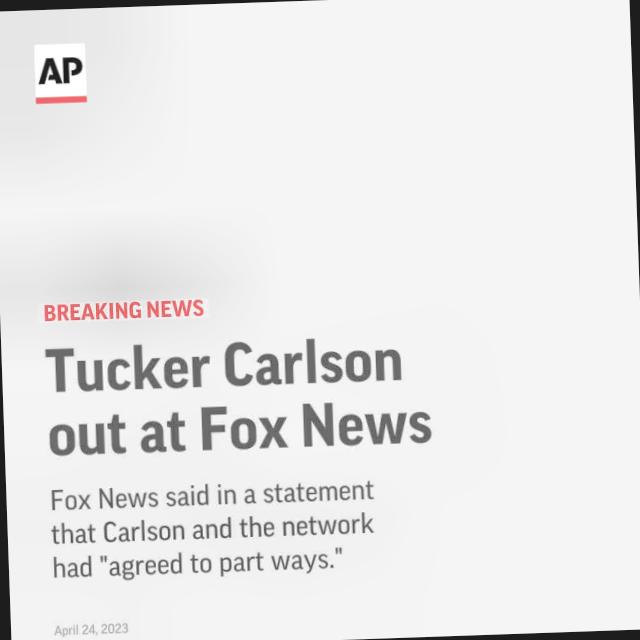 AP
BREAKING NEWS
Tucker Carlson
out at Fox News
Fox News said in a statement
that Carlson and the network
had "agreed to part ways."
April 24, 2023